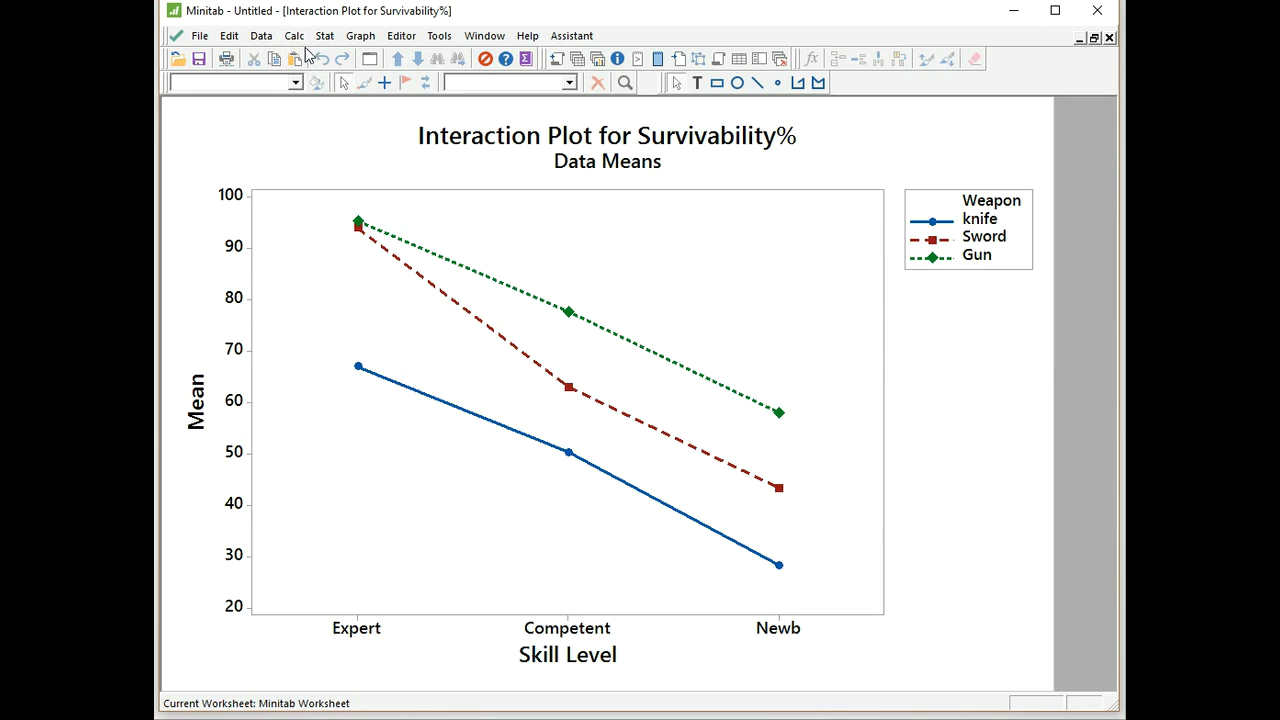 Minitab - Untitled - [Interaction Plot for Survivability%]
File Edit Data Calc Stat Graph Editor Tools Window Help Assistant
Interaction Plot for Survivability%
Data Means
Weapon
knife
Sword
Gun
100
90
80
70
60
50
40
30
20
Mean
Expert Competent Newb
Skill Level
Current Worksheet: Minitab Worksheet